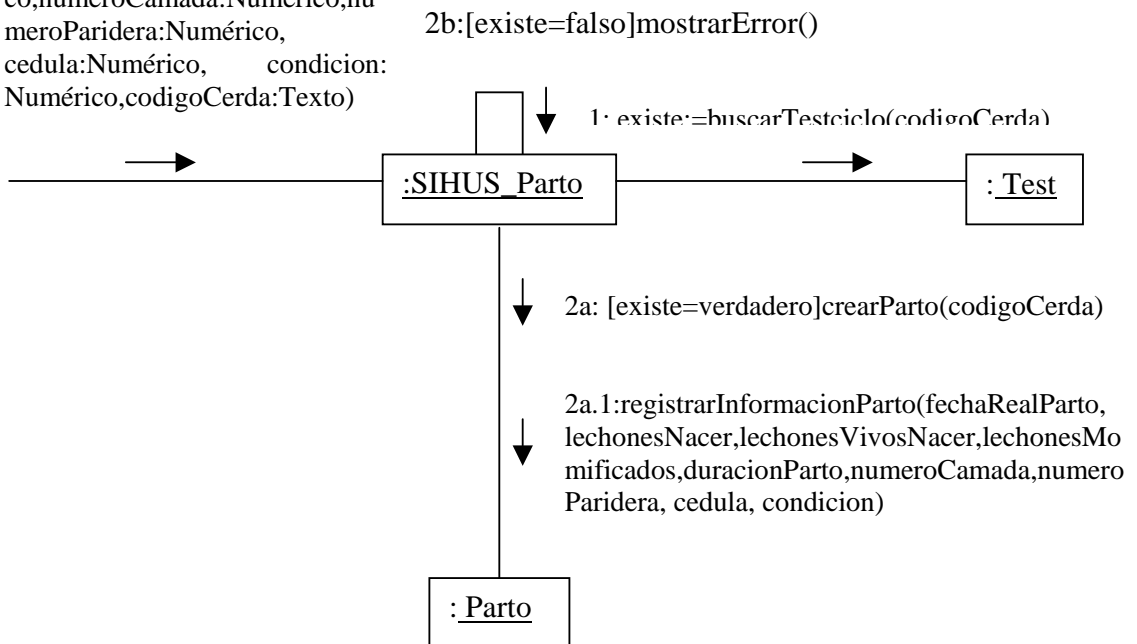 co,numeroCamada:Numérico,nu
meroParidera:Numérico,
cedula:Numérico, condicion:
Numérico,codigoCerda:Texto)
2b:[existe=falso]mostrarError()
1: existe:=buscarTestciclo(codigoCerda)
:SIHUS_Parto
: Test
2a: [existe=verdadero]crearParto(codigoCerda)
2a.1:registrarInformacionParto(fechaRealParto,
lechonesNacer,lechonesVivosNacer,lechonesMo
mificados,duracionParto,numeroCamada,numero
Paridera, cedula, condicion)
: Parto